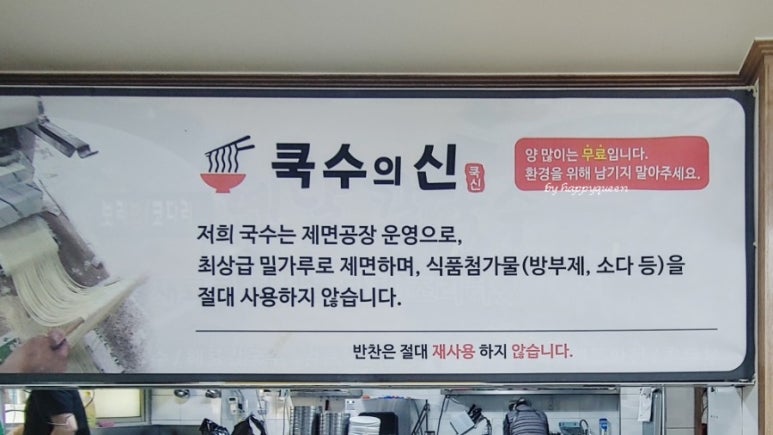 쿡수의신
쿡신
양 많이는 무료입니다.
환경을 위해 남기지 말아주세요.
by happyqueen
저희 국수는 제면공장 운영으로,
최상급 밀가루로 제면하며, 식품첨가물(방부제, 소다 등)을
절대 사용하지 않습니다.
반찬은 절대 재사용 하지 않습니다.